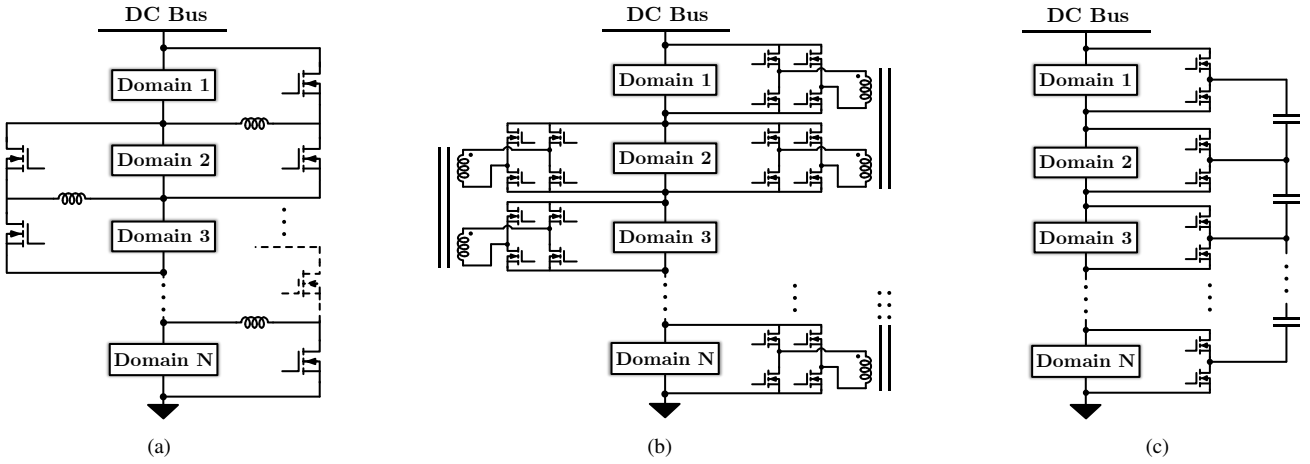 DC Bus
Domain 1
Domain 2
Domain 3
Domain N
(a)
DC Bus
Domain 1
Domain 2
Domain 3
Domain N
(b)
DC Bus
Domain 1
Domain 2
Domain 3
Domain N
(c)